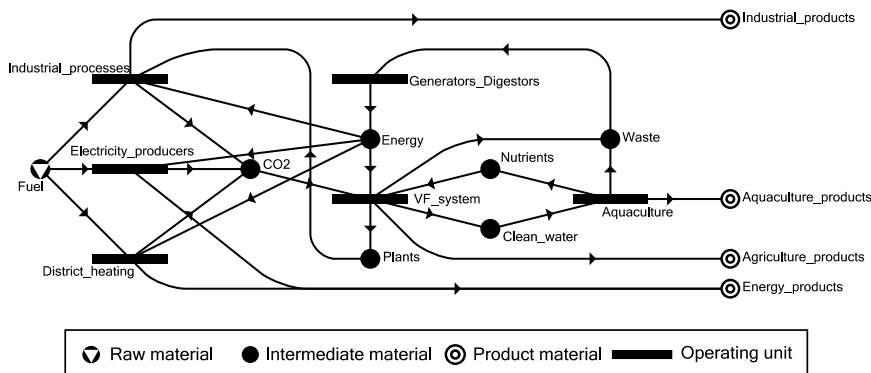 Industrial_products
Industrial_processes
Generators_Digestors
Energy
Waste
Electricity_producers
CO2
Nutrients
Fuel
VF_system
Aquaculture
Aquaculture_products
Clean_water
Plants
Agriculture_products
District_heating
Energy_products
Raw material
Intermediate material
Product material
Operating unit